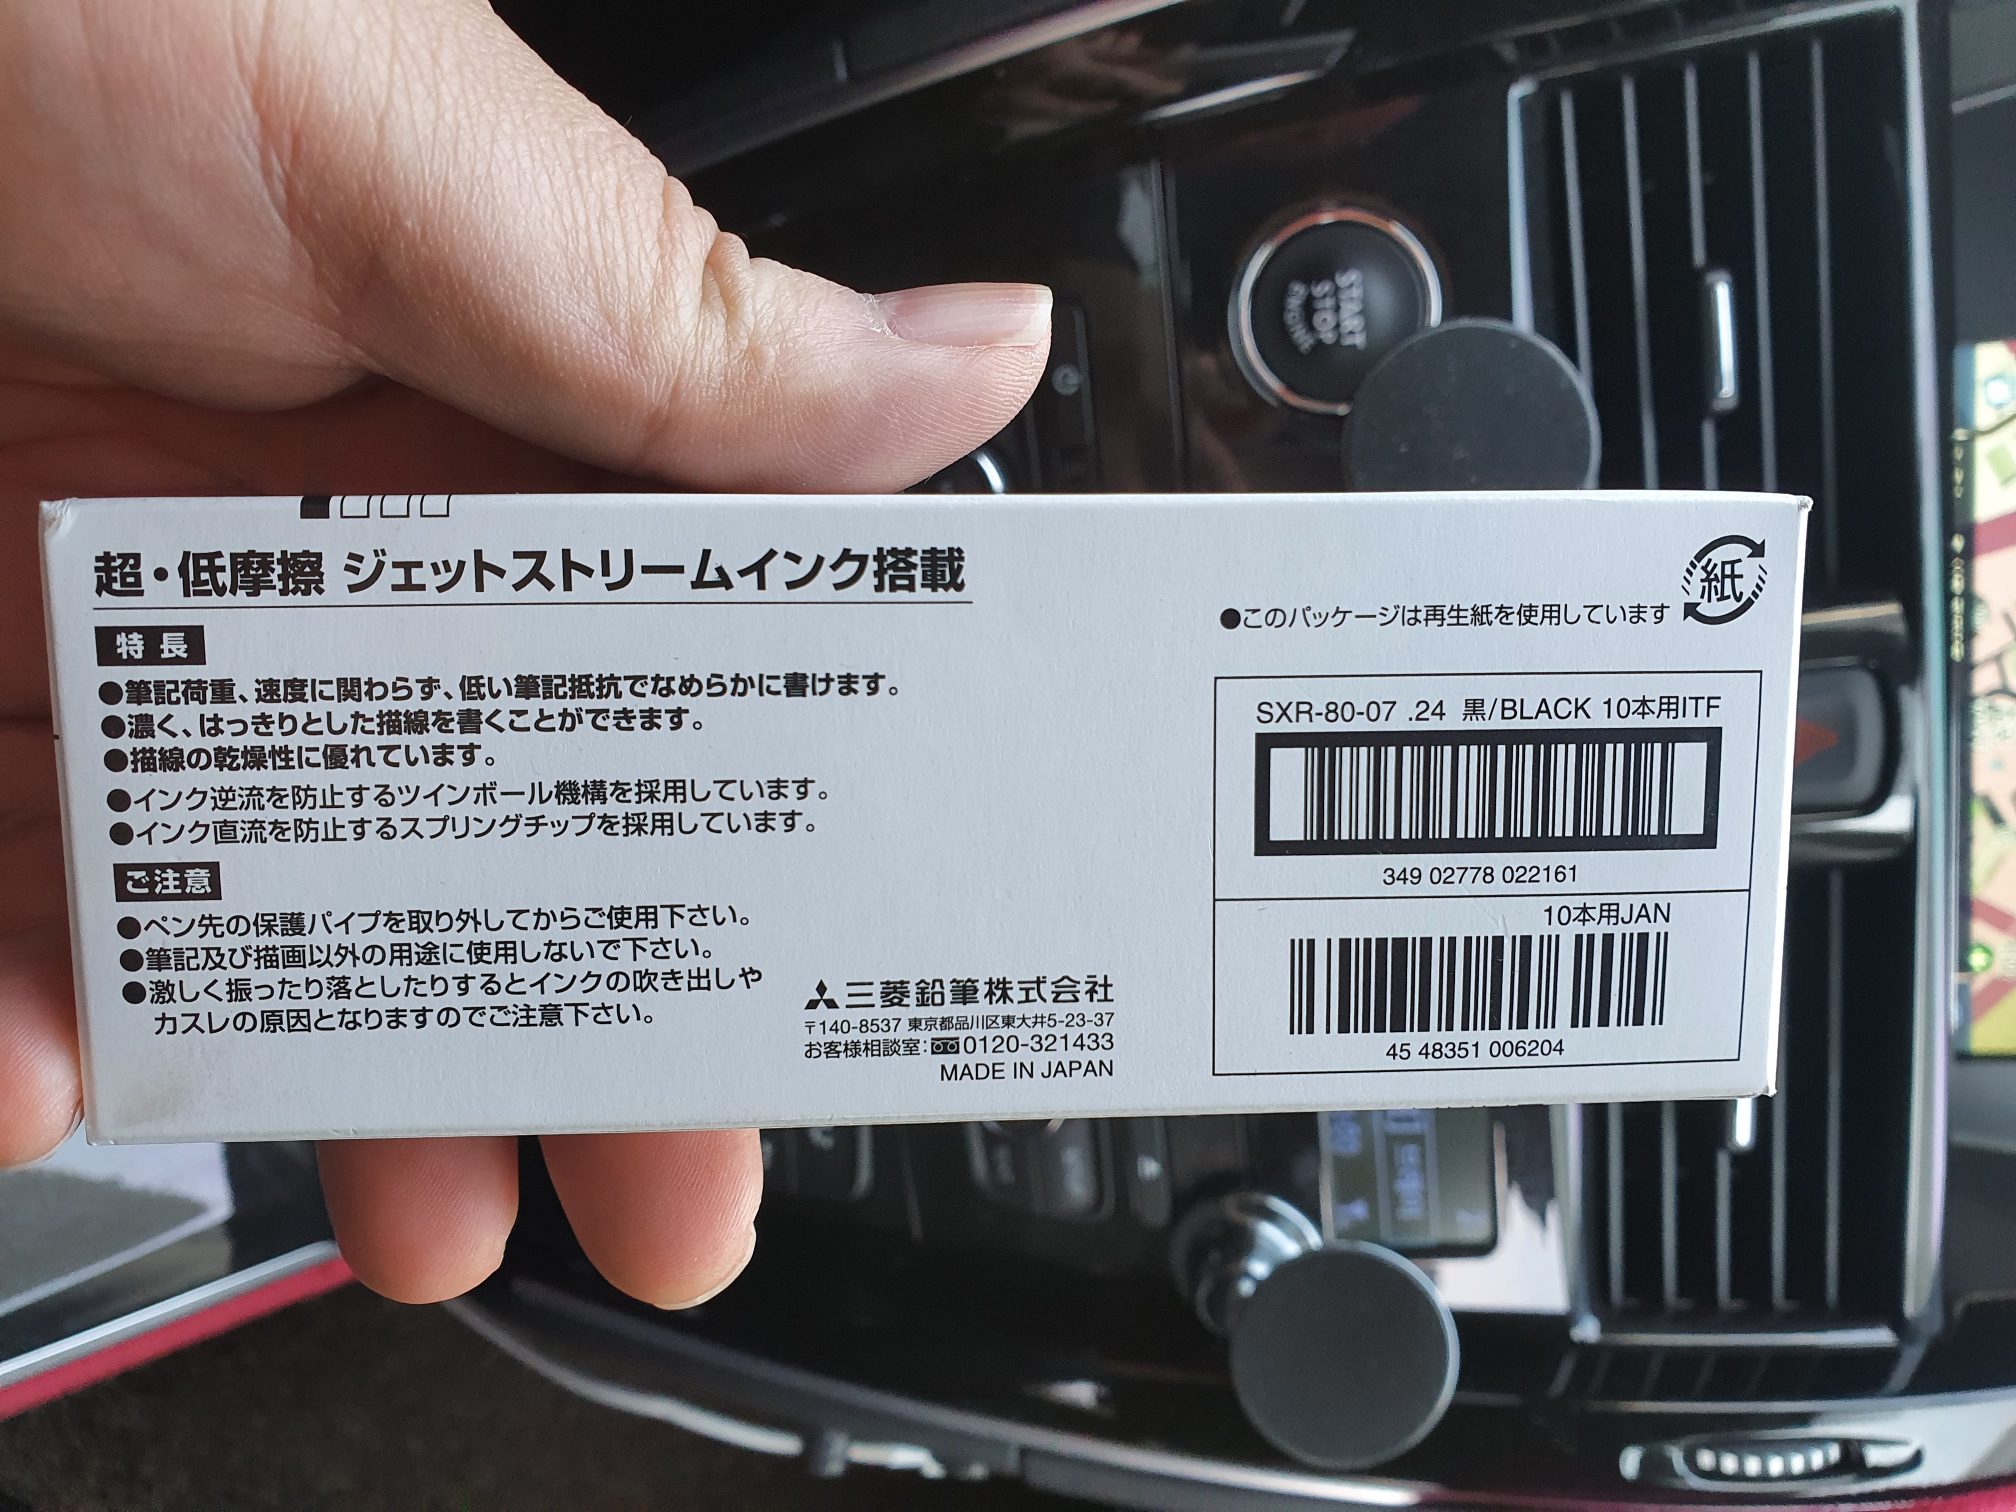 START
STOP
ENGINE
超・低摩擦 ジェットストリームインク搭載
特長
●筆記荷重、速度に関わらず、低い筆記抵抗でなめらかに書けます。
●濃く、はっきりとした描線を書くことができます。
●描線の乾燥性に優れています。
●インク逆流を防止するツインボール機構を採用しています。
●インク直流を防止するスプリングチップを採用しています。
ご注意
●ペン先の保護パイプを取り外してからご使用下さい。
●筆記及び描画以外の用途に使用しないで下さい。
●激しく振ったり落としたりするとインクの吹き出しや
カスレの原因となりますのでご注意下さい。
三菱鉛筆株式会社
〒140-8537 東京都品川区東大井5-23-37
お客様相談室:0120-321433
MADE IN JAPAN
紙
●このパッケージは再生紙を使用しています
SXR-80-07 .24 黒/BLACK 10本用ITF
349 02778 022161
10本用JAN
45 48351 006204